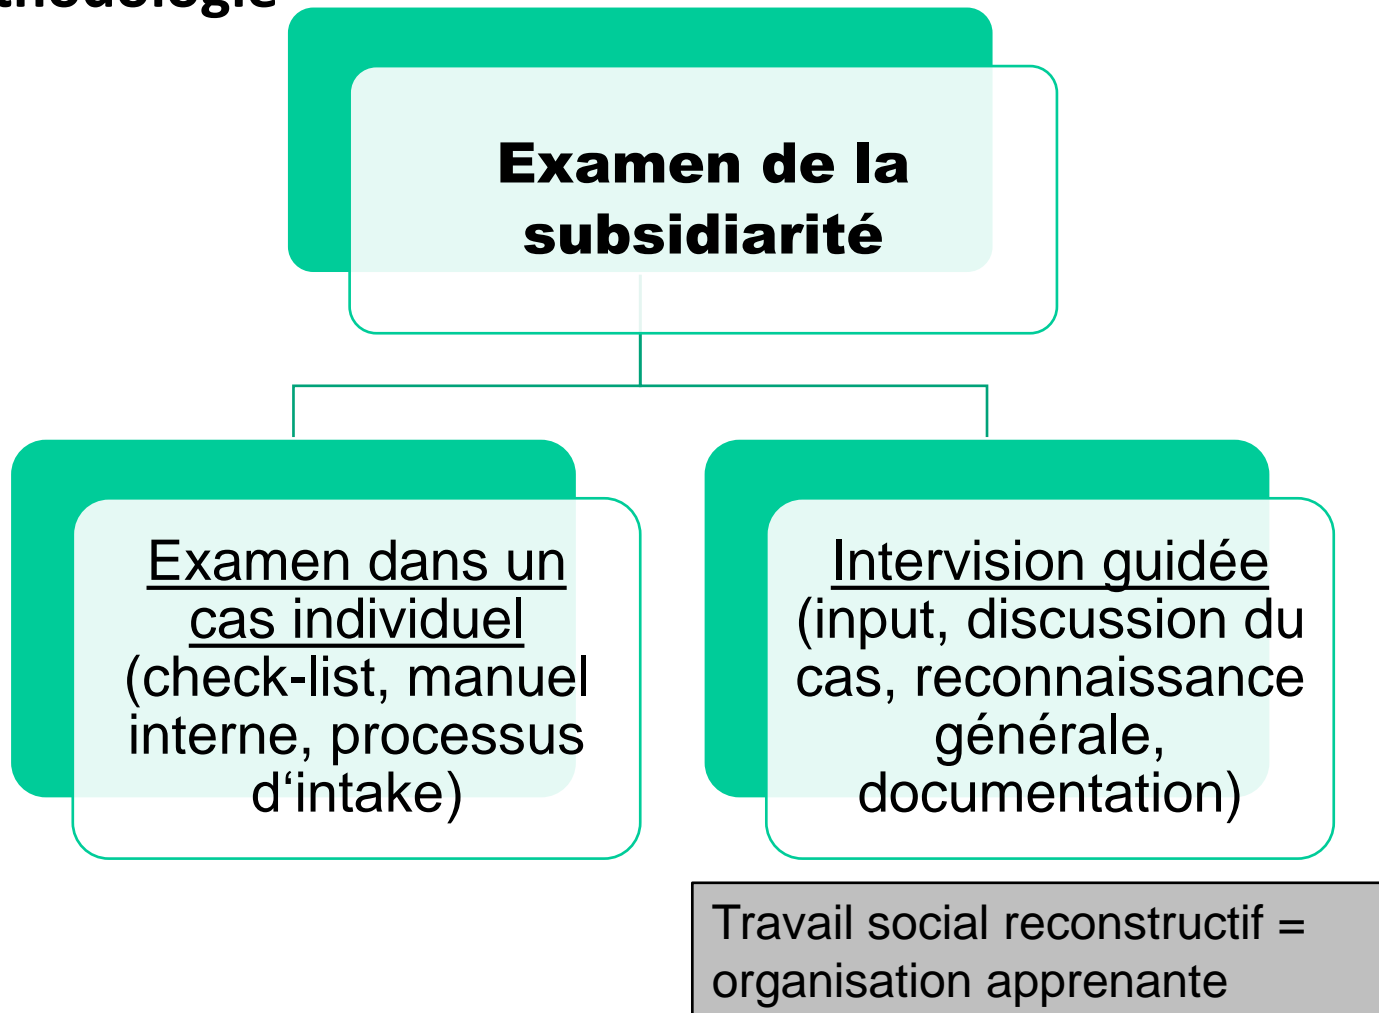 thodologie
Examen de la
subsidiarité
Examen dans un
cas individuel
(check-list, manuel
interne, processus
d‘intake)
Intervision guidée
(input, discussion du
cas, reconnaissance
générale,
documentation)
Travail social reconstructif =
organisation apprenante